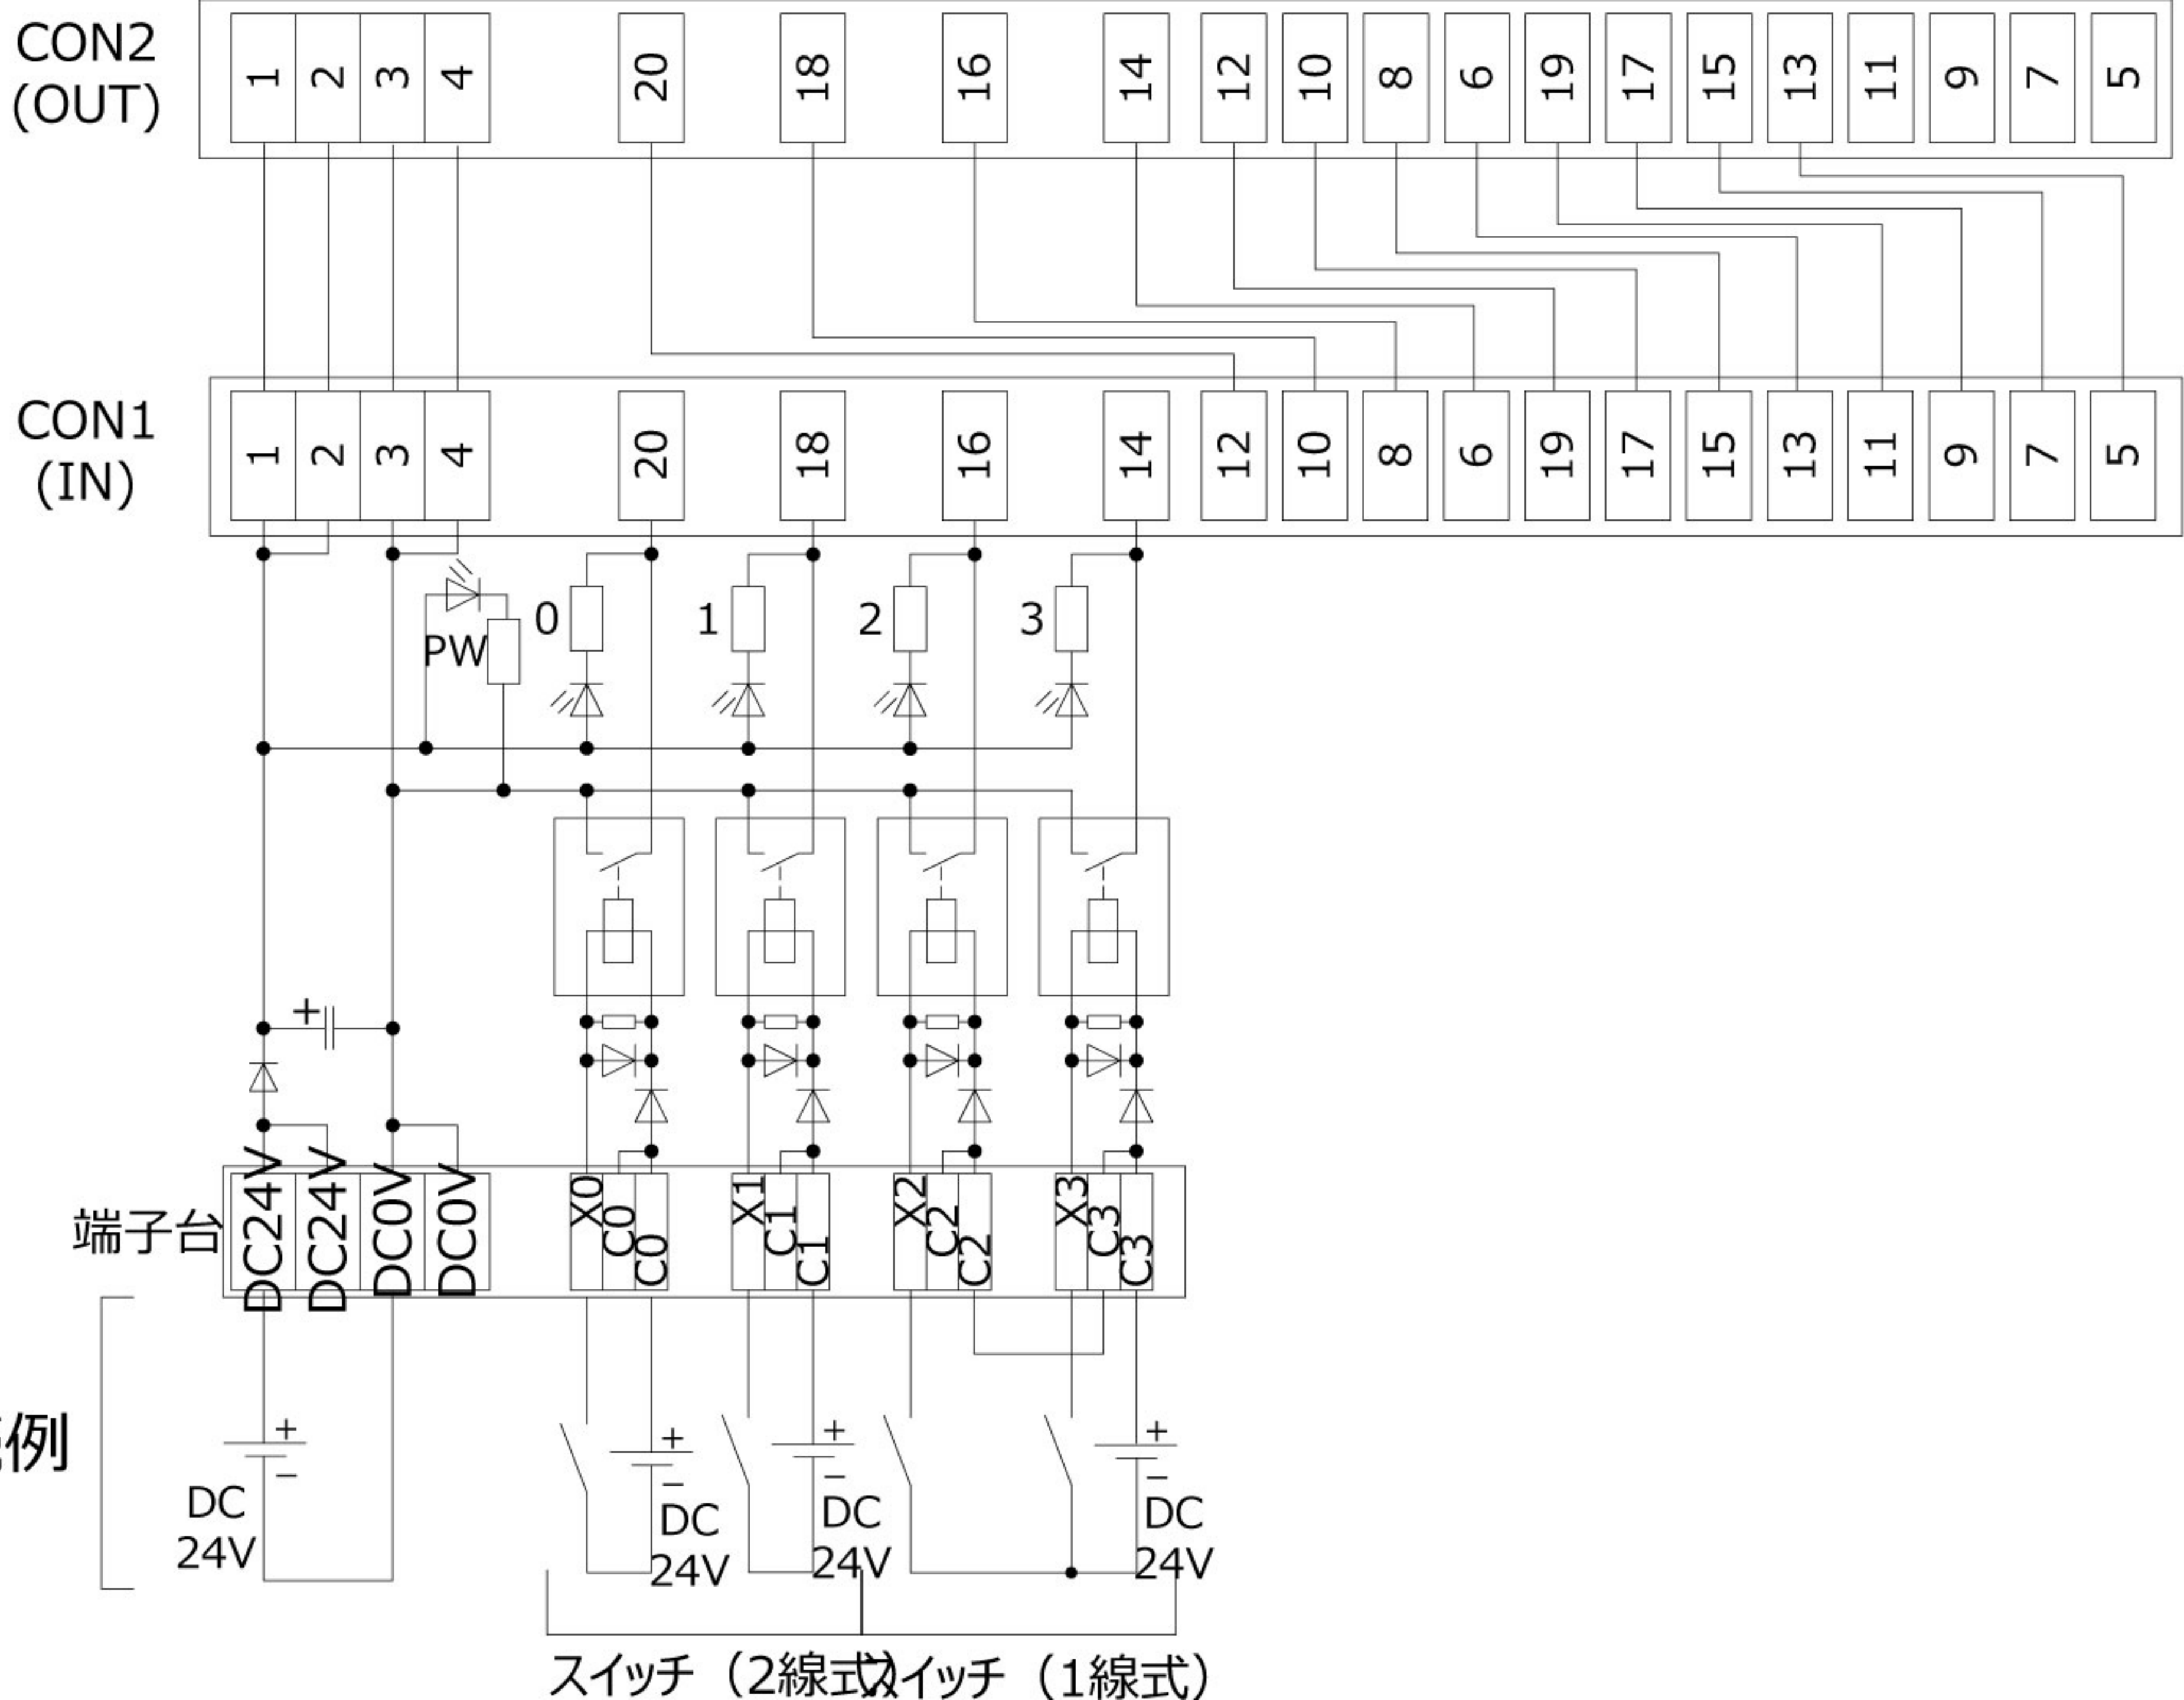 CON2
(OUT)
1 2 3 4 20 18 16 14 12 10 8 6 19 17 15 13 11 9 7 5
CON1
(IN)
1 2 3 4 20 18 16 14 12 10 8 6 19 17 15 13 11 9 7 5
PW 0 1 2 3
+
端子台
DC24V DC24V DC0V DC0V X0 C0 C0 X1 C1 C1 X2 C2 C2 X3 C3 C3
例
+ + + +
− − − −
DC DC DC DC
24V 24V 24V 24V
スイッチ（2線式）
スイッチ（1線式）